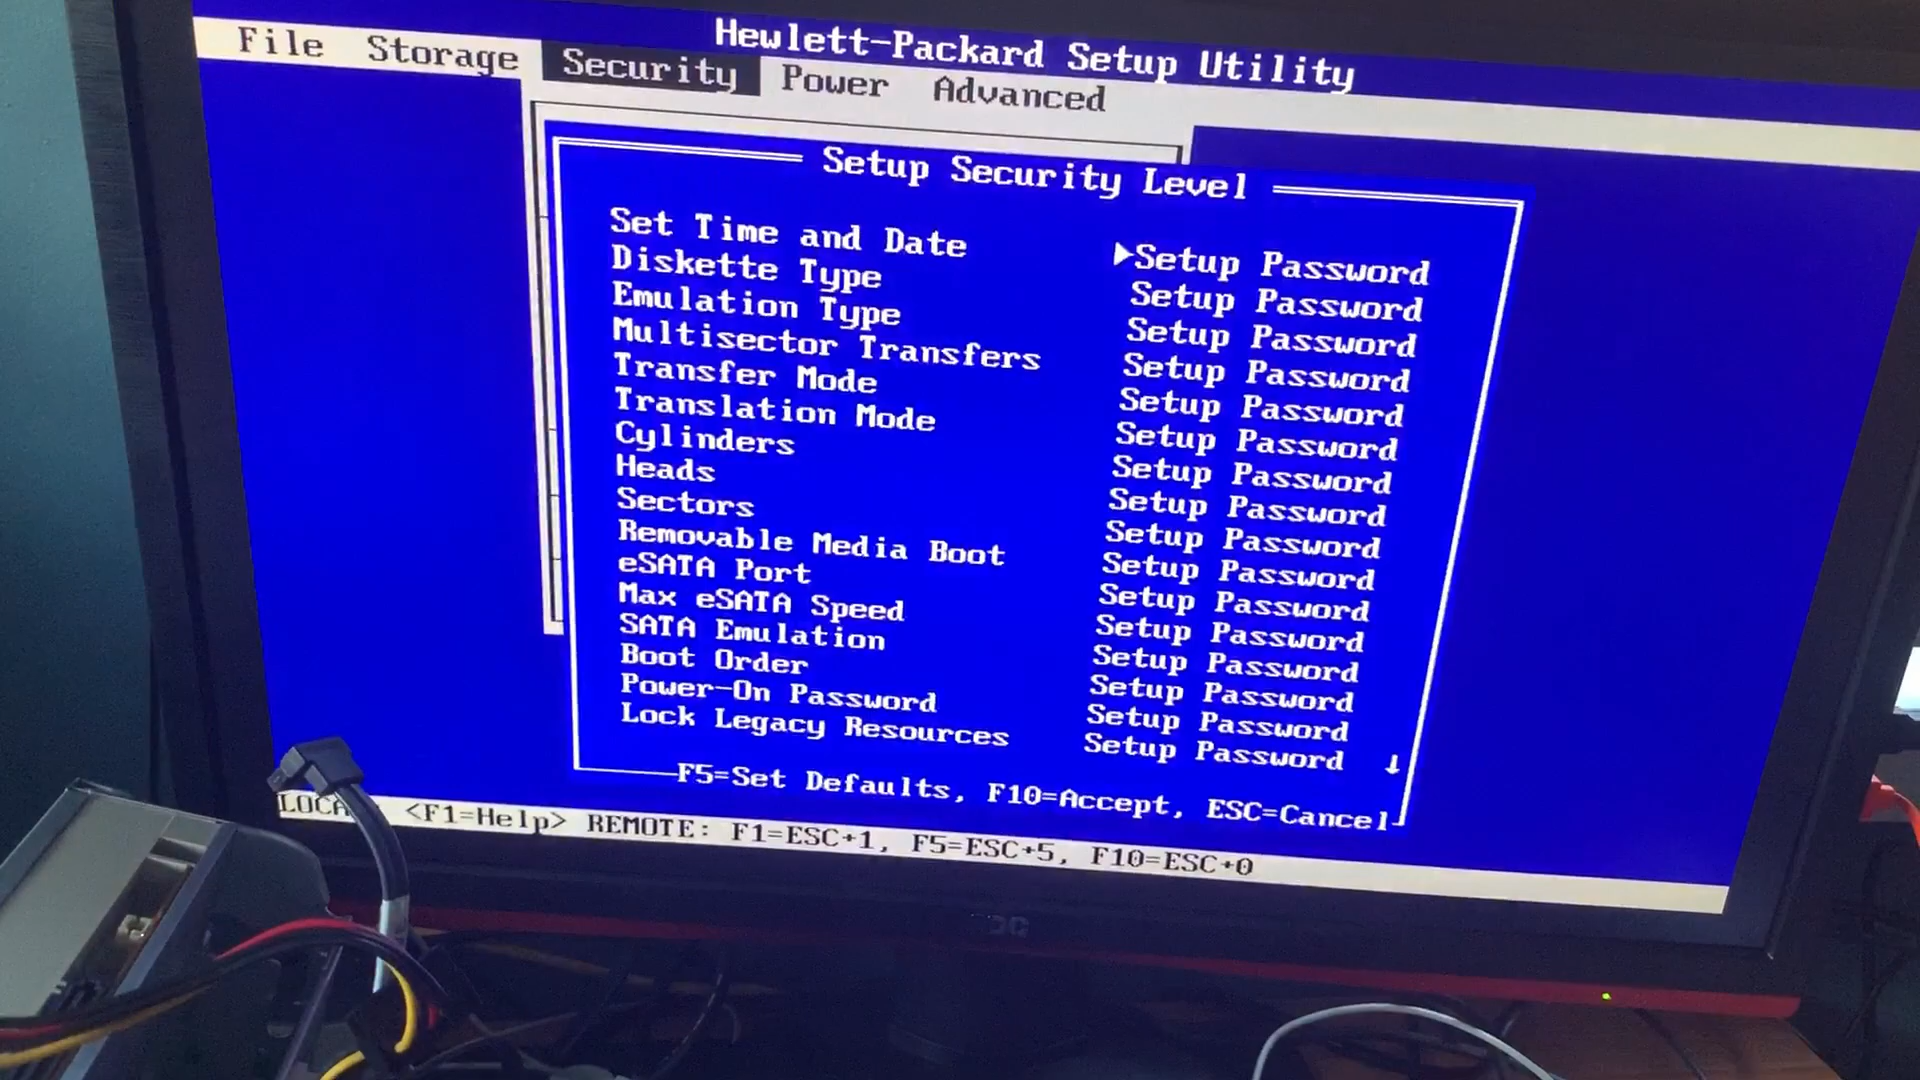 Hewlett-Packard Setup Utility
File Storage Security Power Advanced
Setup Security Level
Set Time and Date ▶Setup Password
Diskette Type Setup Password
Emulation Type Setup Password
Multisector Transfers Setup Password
Transfer Mode Setup Password
Translation Mode Setup Password
Cylinders Setup Password
Heads Setup Password
Sectors Setup Password
Removable Media Boot Setup Password
eSATA Port Setup Password
Max eSATA Speed Setup Password
SATA Emulation Setup Password
Boot Order Setup Password
Power-On Password Setup Password
Lock Legacy Resources Setup Password ↓
F5=Set Defaults, F10=Accept, ESC=Cancel
<F1=Help> REMOTE: F1=ESC+1, F5=ESC+5, F10=ESC+0